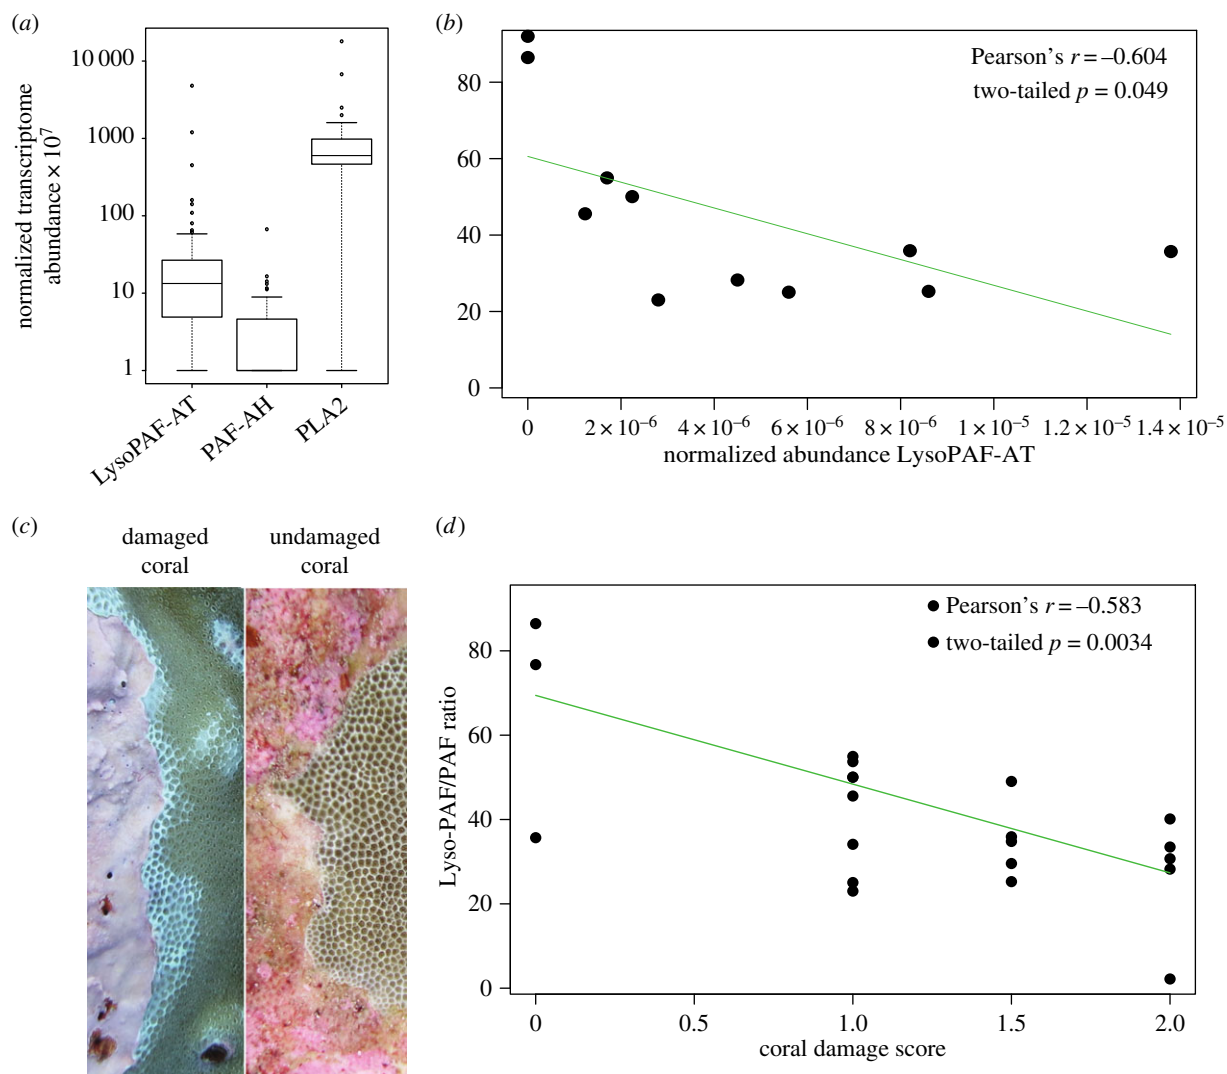 (a)
normalized transcriptome
abundance × 10⁷
10 000
1000
100
10
1
LysoPAF-AT
PAF-AH
PLA2
(b)
Pearson's r = –0.604
two-tailed p = 0.049
80
60
40
20
0
0
2 × 10⁻⁶
4 × 10⁻⁶
6 × 10⁻⁶
8 × 10⁻⁶
1 × 10⁻⁵
1.2 × 10⁻⁵
1.4 × 10⁻⁵
normalized abundance LysoPAF-AT
(c)
damaged
coral
undamaged
coral
(d)
Pearson's r = –0.583
two-tailed p = 0.0034
Lyso-PAF/PAF ratio
80
60
40
20
0
0
0.5
1.0
1.5
2.0
coral damage score